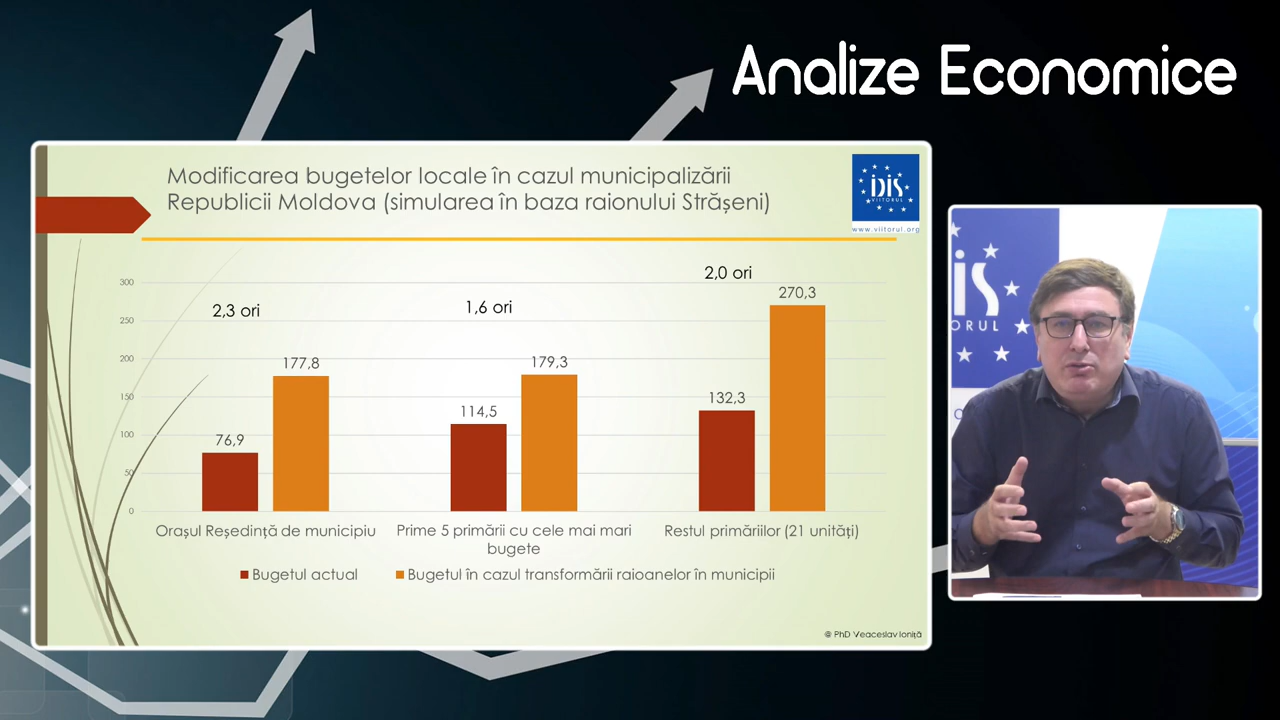 Analize Economice
Modificarea bugetelor locale în cazul municipalizării
Republicii Moldova (simularea în baza raionului Strășeni)
IDIS
VIITORUL
www.viitorul.org
300
250
200
150
100
50
0
2,3 ori
1,6 ori
2,0 ori
76,9
177,8
114,5
179,3
132,3
270,3
Orașul Reședință de municipiu
Prime 5 primării cu cele mai mari
bugete
Restul primăriilor (21 unități)
Bugetul actual
Bugetul în cazul transformării raioanelor în municipii
@ PhD Veaceslav Ioniță
DIS
ORUL